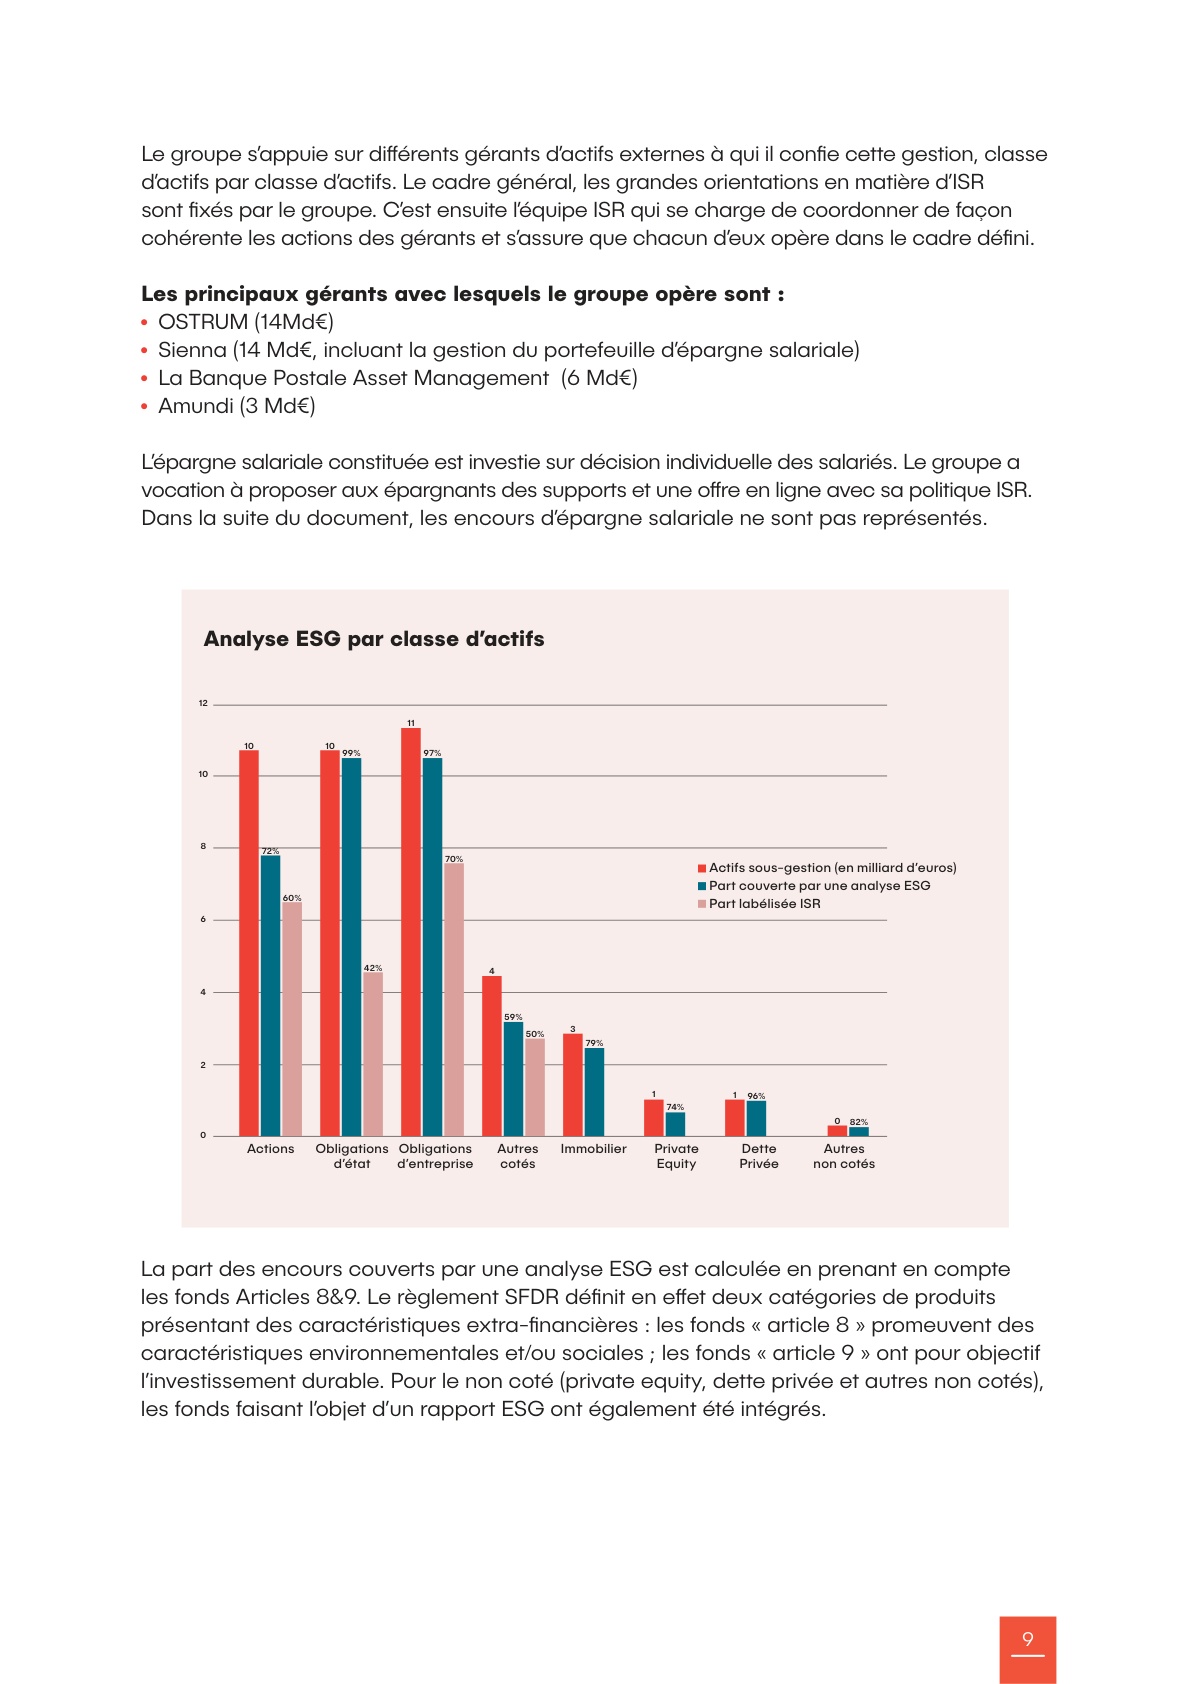 Le groupe s’appuie sur différents gérants d’actifs externes à qui il confie cette gestion, classe
d’actifs par classe d’actifs. Le cadre général, les grandes orientations en matière d’ISR
sont fixés par le groupe. C’est ensuite l’équipe ISR qui se charge de coordonner de façon
cohérente les actions des gérants et s’assure que chacun d’eux opère dans le cadre défini.
Les principaux gérants avec lesquels le groupe opère sont :
• OSTRUM (14Md€)
• Sienna (14 Md€, incluant la gestion du portefeuille d’épargne salariale)
• La Banque Postale Asset Management (6 Md€)
• Amundi (3 Md€)
L’épargne salariale constituée est investie sur décision individuelle des salariés. Le groupe a
vocation à proposer aux épargnants des supports et une offre en ligne avec sa politique ISR.
Dans la suite du document, les encours d’épargne salariale ne sont pas représentés.
Analyse ESG par classe d’actifs
12
11
10 10 99% 97%
10
8
72% 70%
60%
6
42% 4
4
59%
50% 3
79%
2
1 74% 1 96%
0 82%
0
Actifs sous-gestion (en milliard d’euros)
Part couverte par une analyse ESG
Part labélisée ISR
Actions Obligations Obligations Autres Immobilier Private Dette Autres
d’état d’entreprise cotés Equity Privée non cotés
La part des encours couverts par une analyse ESG est calculée en prenant en compte
les fonds Articles 8&9. Le règlement SFDR définit en effet deux catégories de produits
présentant des caractéristiques extra-financières : les fonds « article 8 » promeuvent des
caractéristiques environnementales et/ou sociales ; les fonds « article 9 » ont pour objectif
l’investissement durable. Pour le non coté (private equity, dette privée et autres non cotés),
les fonds faisant l’objet d’un rapport ESG ont également été intégrés.
9